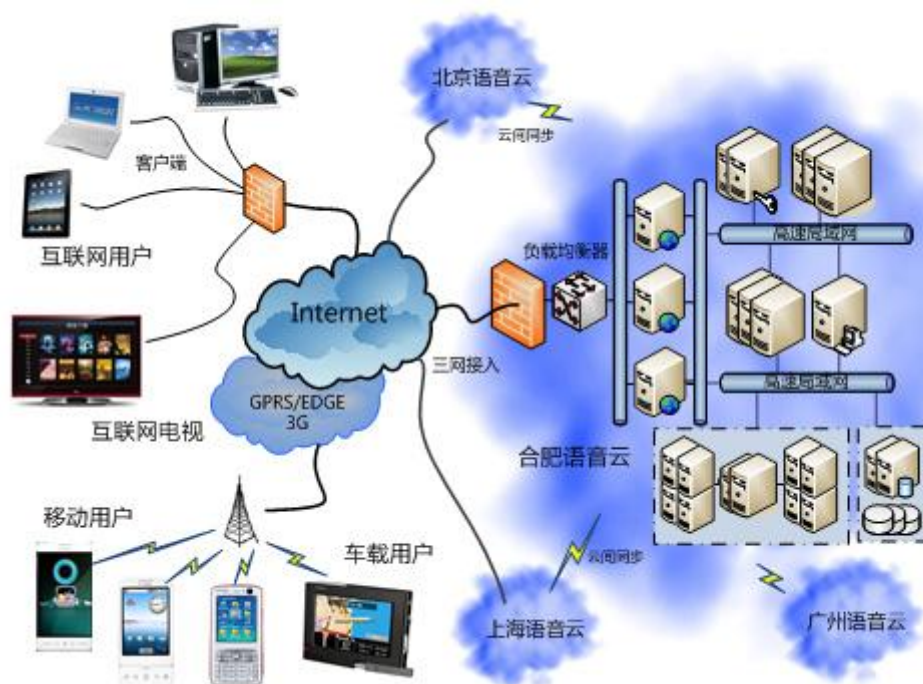 北京语音云
云间同步
客户端
互联网用户
高速局域网
负载均衡器
Internet
三网接入
高速局域网
GPRS/EDGE
3G
互联网电视
合肥语音云
移动用户
车载用户
云间同步
上海语音云
广州语音云